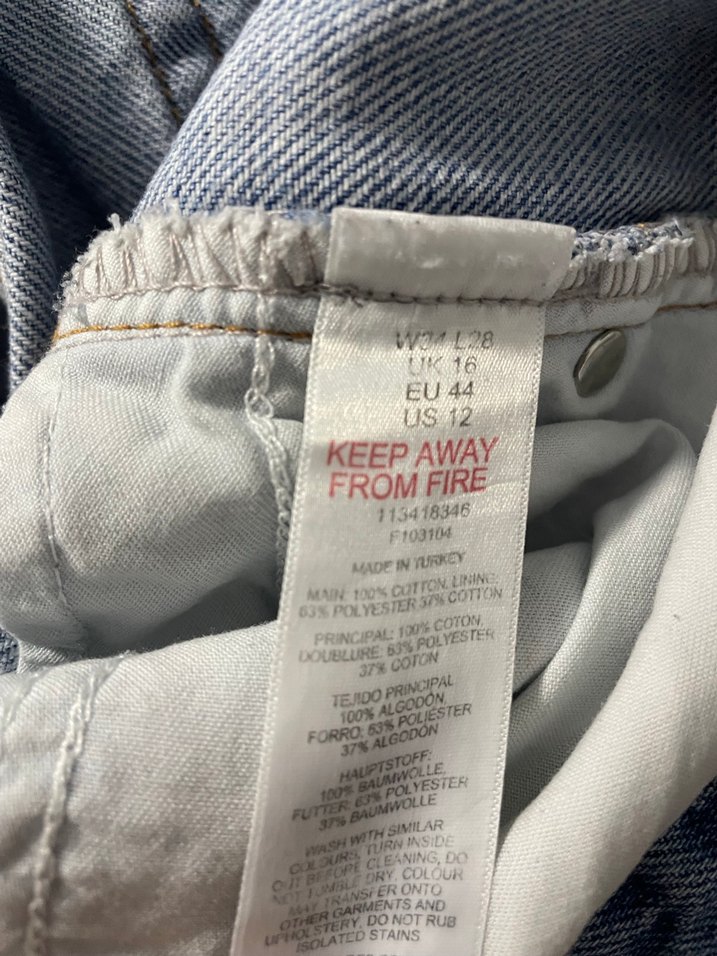 W34 L28
UK 16
EU 44
US 12
KEEP AWAY
FROM FIRE
113418346
F103104
MADE IN TURKEY
MAIN: 100% COTTON, LINING:
63% POLYESTER 37% COTTON
PRINCIPAL: 100% COTON,
DOUBLURE: 63% POLYESTER
37% COTON
TEJIDO PRINCIPAL
100% ALGODÓN,
FORRO: 63% POLIÉSTER
37% ALGODÓN
HAUPTSTOFF:
100% BAUMWOLLE,
FUTTER: 63% POLYESTER
37% BAUMWOLLE
WASH WITH SIMILAR
COLOURS, TURN INSIDE
OUT BEFORE CLEANING, DO
NOT TUMBLE DRY, COLOUR
MAY TRANSFER ONTO
OTHER GARMENTS AND
UPHOLSTERY, DO NOT RUB
ISOLATED STAINS